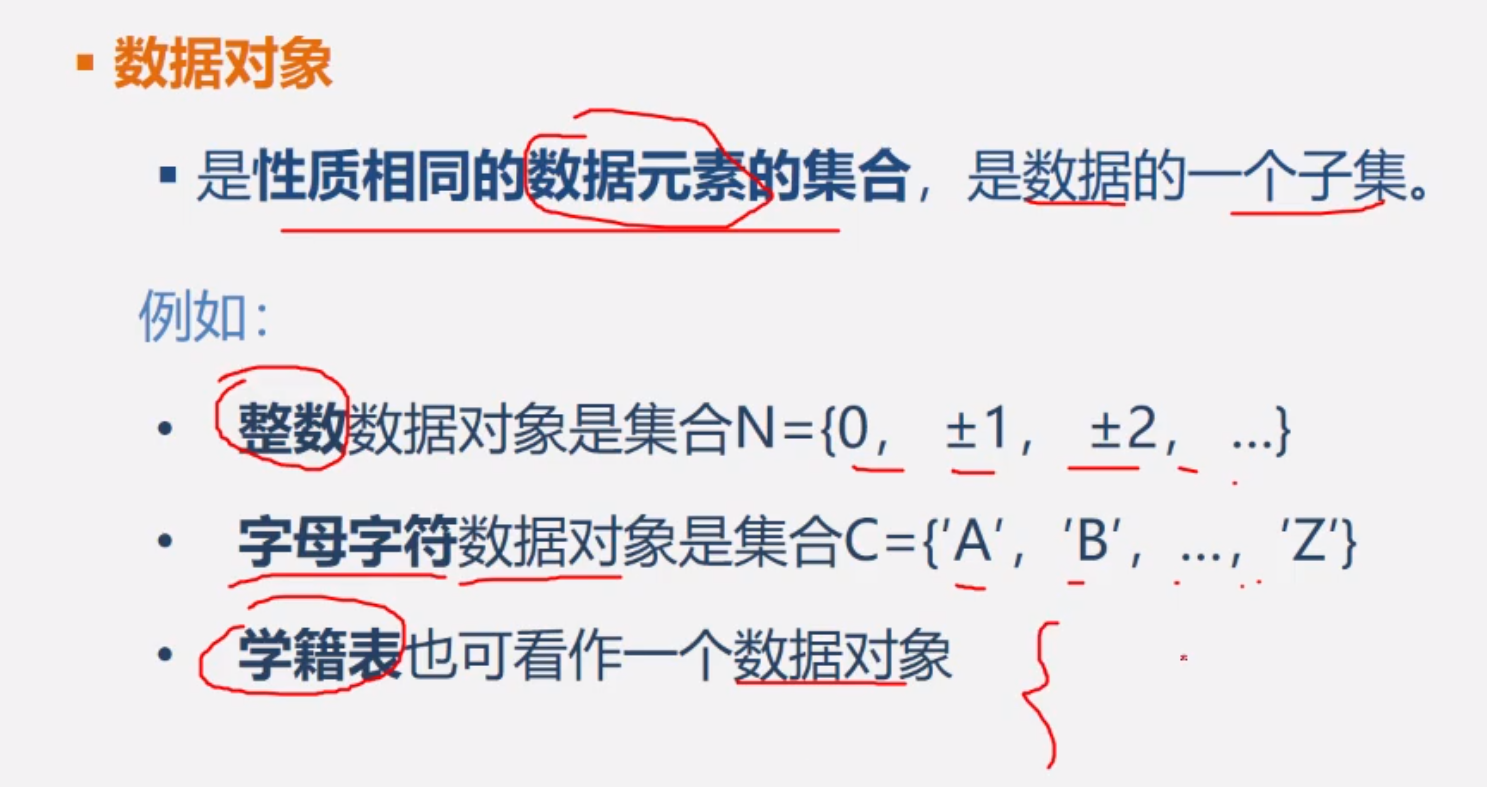 ▪ 数据对象
▪ 是性质相同的数据元素的集合，是数据的一个子集。
例如：
• 整数数据对象是集合N={0， ±1， ±2， …}
• 字母字符数据对象是集合C={‘A’，‘B’，…，‘Z’}
• 学籍表也可看作一个数据对象